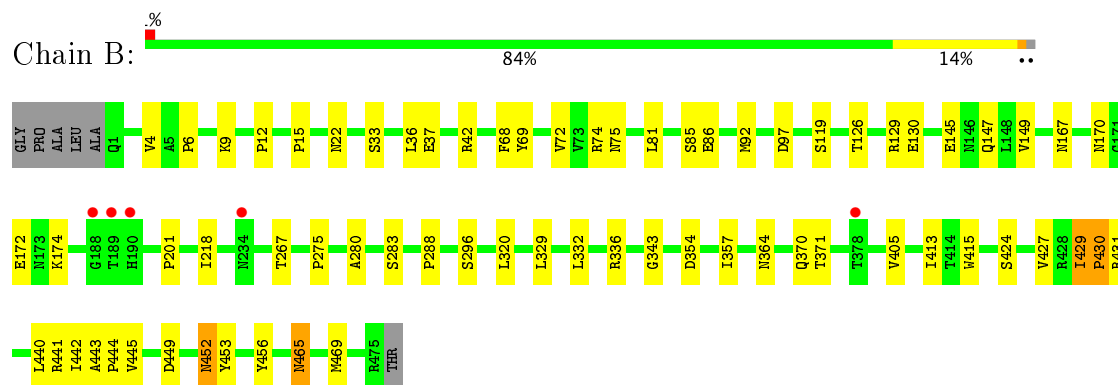 .%
Chain B:
84%
14%
..
GLY PRO ALA LEU ALA Q1 V4 A5 P6 K9 P12 P15 N22 S33 L36 E37 R42 F68 Y69 V72 V73 R74 N75 L81 S85 E86 M92 D97 S119 T126 R129 E130 E145 N146 Q147 L148 V149 N167 N170 G171
E172 N173 K174 G188 T189 H190 P201 I218 N234 T267 P275 A280 S283 P288 S296 L320 L329 L332 R336 G343 D354 I357 N364 Q370 T371 T378 V405 I413 T414 W415 S424 V427 R428 I429 P430 R431
L440 R441 I442 A443 P444 V445 D449 N452 Y453 Y456 N465 M469 R475 THR